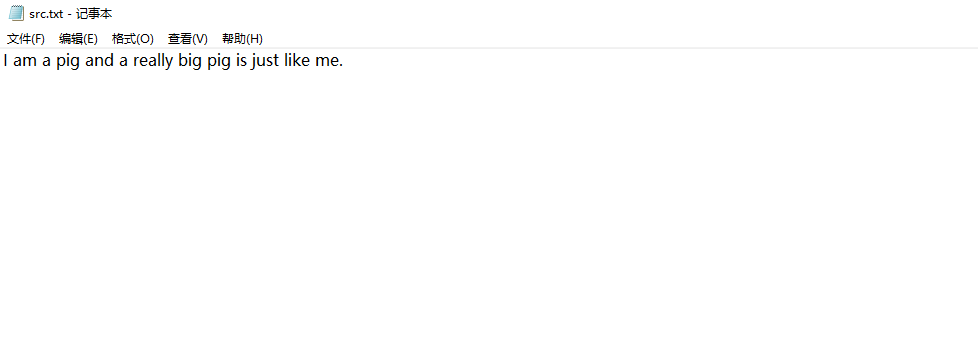 src.txt - 记事本
文件(F) 编辑(E) 格式(O) 查看(V) 帮助(H)
I am a pig and a really big pig is just like me.